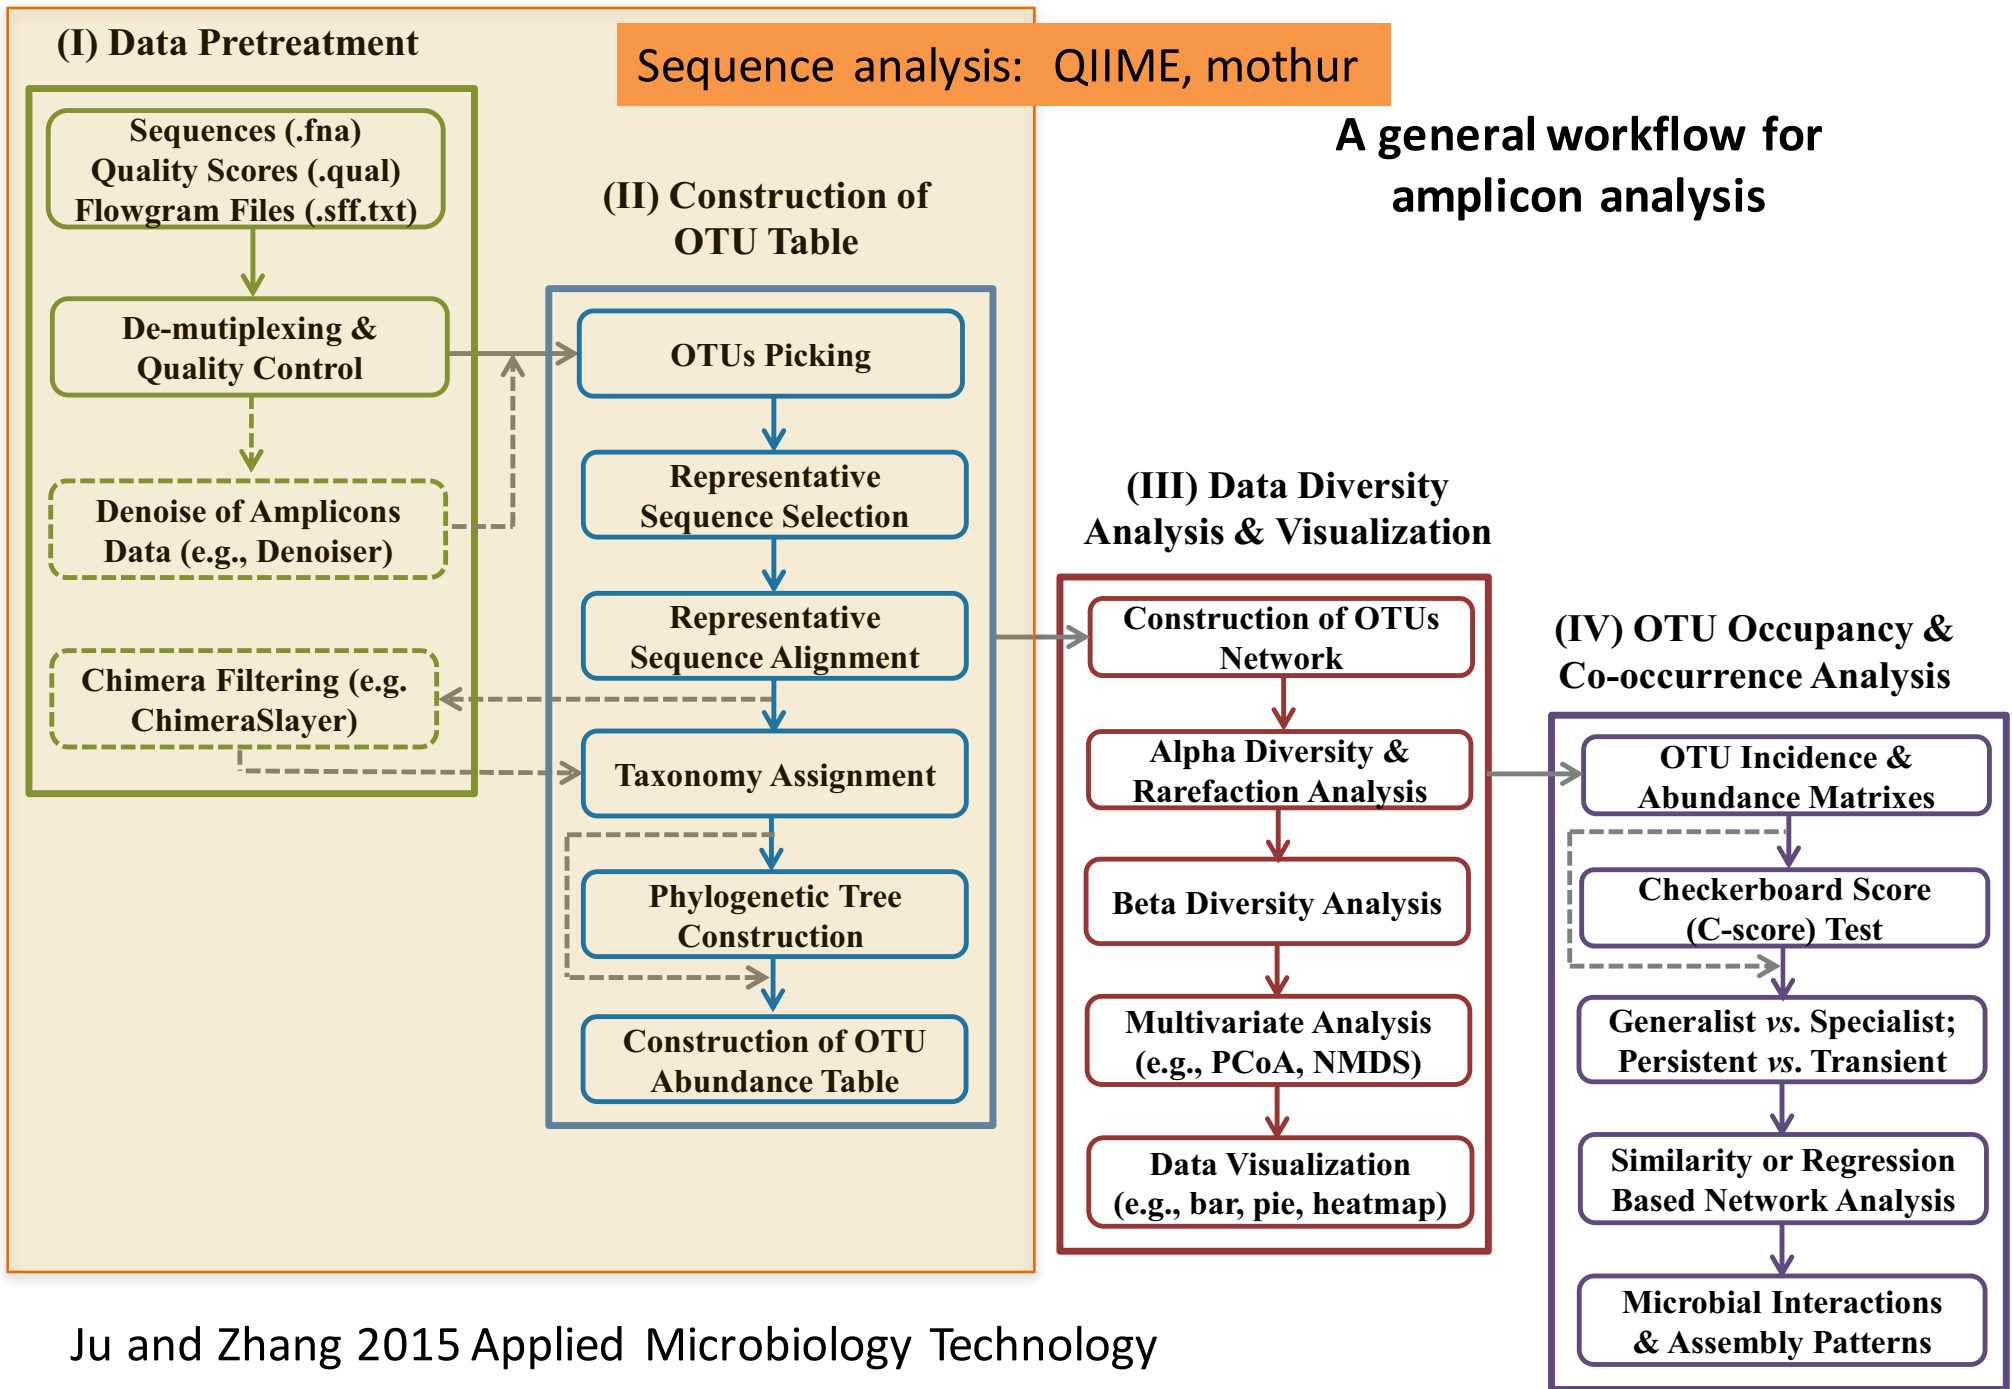 (I) Data Pretreatment
Sequence analysis: QIIME, mothur
A general workflow for
amplicon analysis
Sequences (.fna)
Quality Scores (.qual)
Flowgram Files (.sff.txt)
De-mutiplexing &
Quality Control
Denoise of Amplicons
Data (e.g., Denoiser)
Chimera Filtering (e.g.
ChimeraSlayer)
(II) Construction of
OTU Table
OTUs Picking
Representative
Sequence Selection
Representative
Sequence Alignment
Taxonomy Assignment
Phylogenetic Tree
Construction
Construction of OTU
Abundance Table
(III) Data Diversity
Analysis & Visualization
Construction of OTUs
Network
Alpha Diversity &
Rarefaction Analysis
Beta Diversity Analysis
Multivariate Analysis
(e.g., PCoA, NMDS)
Data Visualization
(e.g., bar, pie, heatmap)
(IV) OTU Occupancy &
Co-occurrence Analysis
OTU Incidence &
Abundance Matrixes
Checkerboard Score
(C-score) Test
Generalist vs. Specialist;
Persistent vs. Transient
Similarity or Regression
Based Network Analysis
Microbial Interactions
& Assembly Patterns
Ju and Zhang 2015 Applied Microbiology Technology